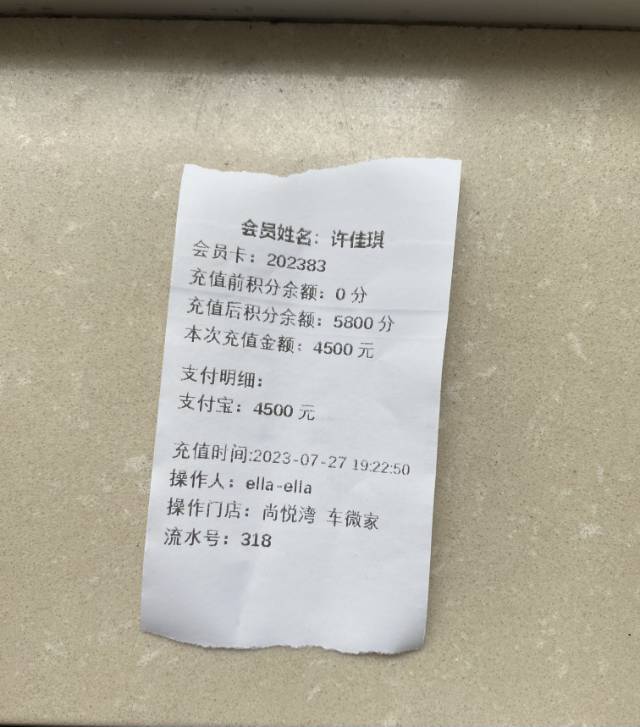 会员姓名：许佳琪
会员卡：202383
充值前积分余额：0 分
充值后积分余额：5800 分
本次充值金额：4500 元
支付明细：
支付宝：4500 元
充值时间:2023-07-27 19:22:50
操作人：ella-ella
操作门店：尚悦湾 车微家
流水号：318